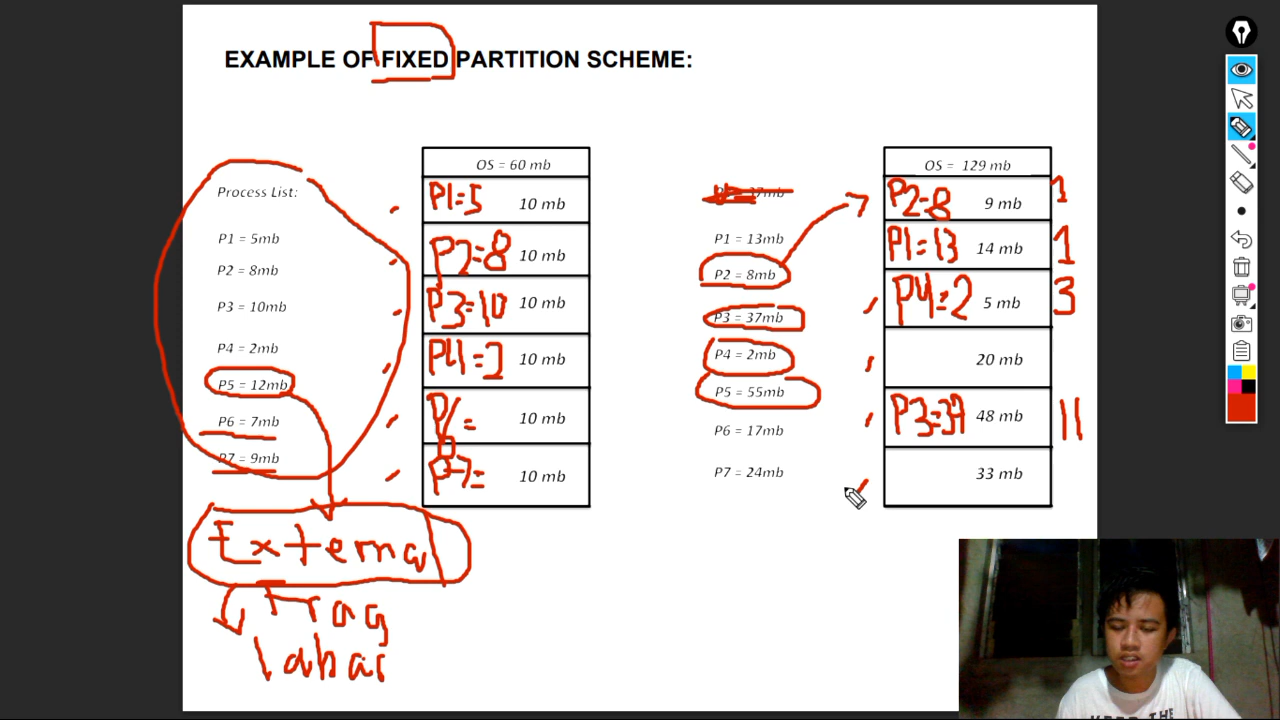 EXAMPLE OF FIXED PARTITION SCHEME:
Process List:
P1 = 5mb
P2 = 8mb
P3 = 10mb
P4 = 2mb
P5 = 12mb
P6 = 7mb
P7 = 9mb
OS = 60 mb
P1=5 10 mb
P2=8 10 mb
P3=10 10 mb
P4=2 10 mb
P6= 10 mb
P7= 10 mb
External
Frag
labas
P1 = 13mb
P2 = 8mb
P3 = 37mb
P4 = 2mb
P5 = 55mb
P6 = 17mb
P7 = 24mb
OS = 129 mb
P2=8 9 mb 1
P1=13 14 mb 1
P4=2 5 mb 3
20 mb
P3=37 48 mb 11
33 mb